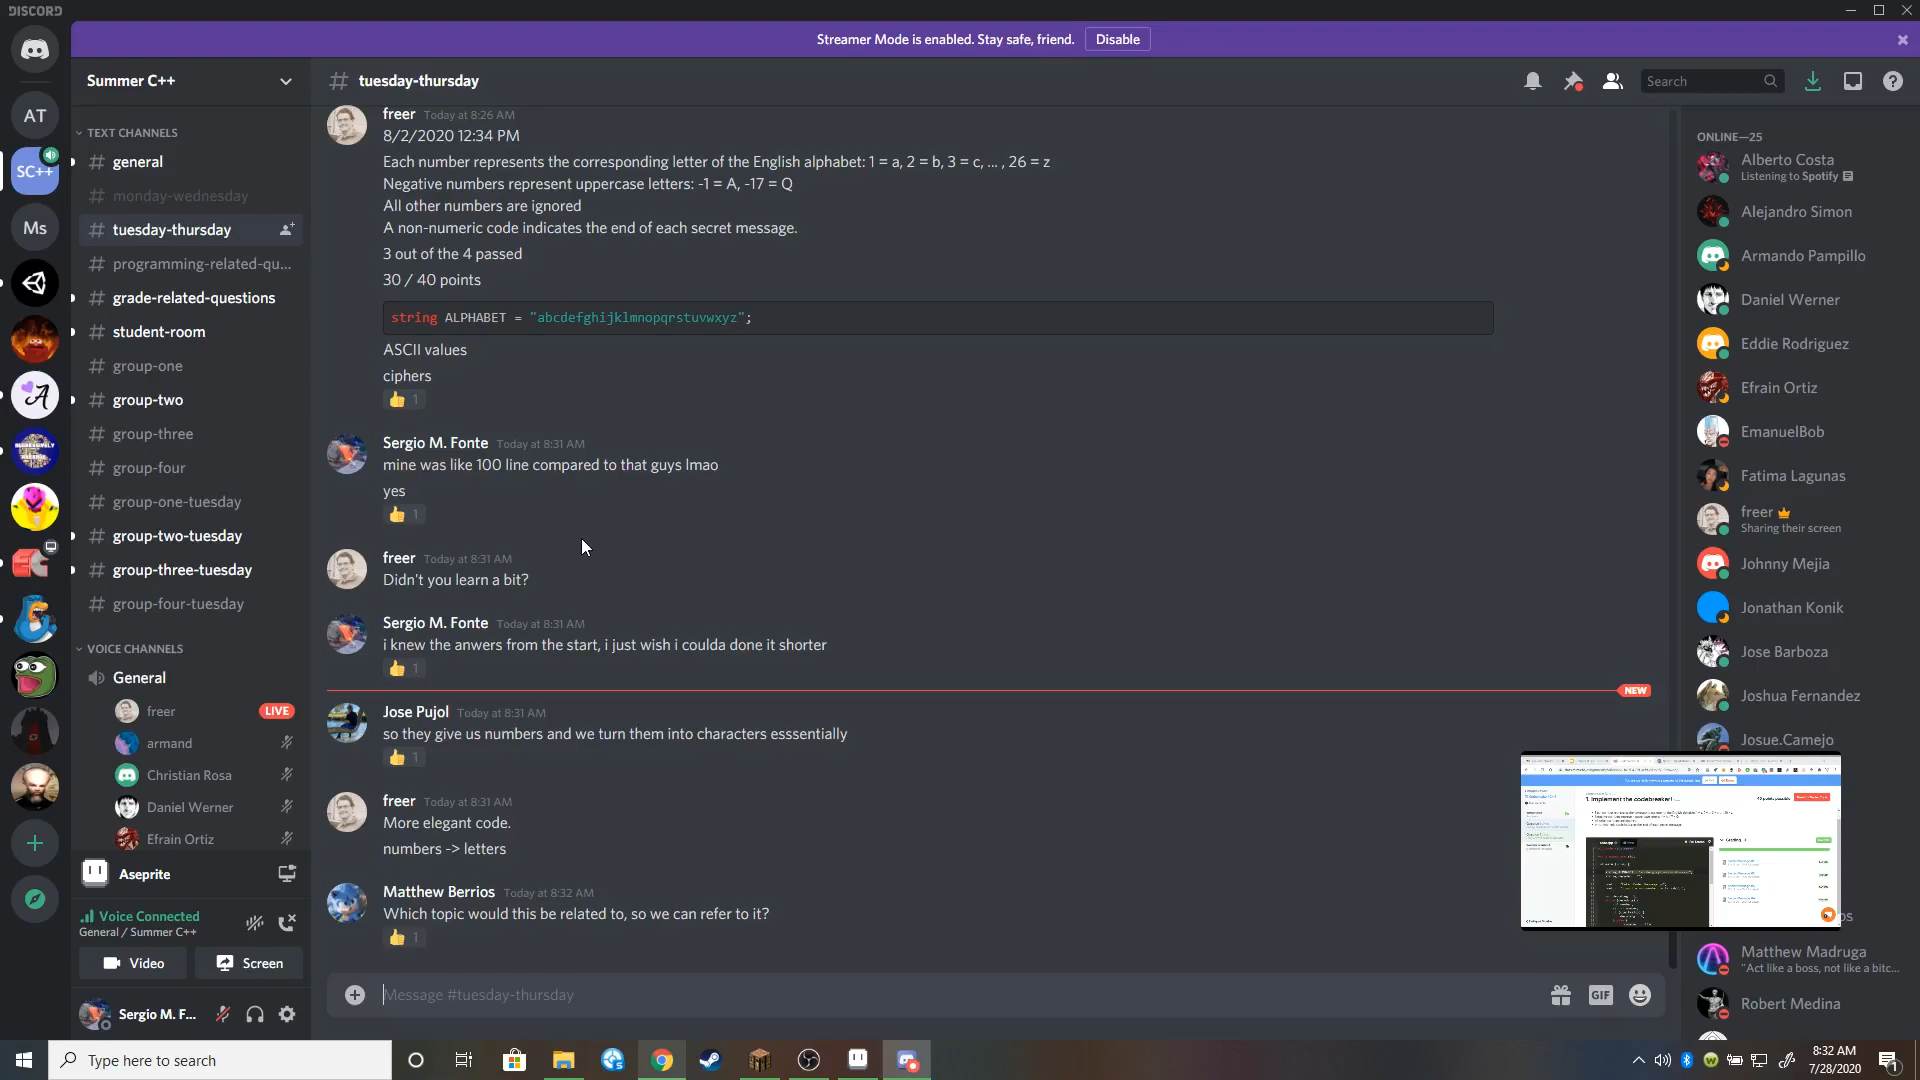 DISCORD
Streamer Mode is enabled. Stay safe, friend.
Disable
AT
SC++
Ms
Summer C++
TEXT CHANNELS
general
monday-wednesday
tuesday-thursday
programming-related-qu...
grade-related-questions
student-room
group-one
group-two
group-three
group-four
group-one-tuesday
group-two-tuesday
group-three-tuesday
group-four-tuesday
VOICE CHANNELS
General
freer
LIVE
armand
Christian Rosa
Daniel Werner
Efrain Ortiz
Aseprite
Voice Connected
General / Summer C++
Video
Screen
Sergio M. F...
# tuesday-thursday
Search
freer Today at 8:26 AM
8/2/2020 12:34 PM
Each number represents the corresponding letter of the English alphabet: 1 = a, 2 = b, 3 = c, ... , 26 = z
Negative numbers represent uppercase letters: -1 = A, -17 = Q
All other numbers are ignored
A non-numeric code indicates the end of each secret message.
3 out of the 4 passed
30 / 40 points
string ALPHABET = "abcdefghijklmnopqrstuvwxyz";
ASCII values
ciphers
1
Sergio M. Fonte Today at 8:31 AM
mine was like 100 line compared to that guys lmao
yes
1
freer Today at 8:31 AM
Didn't you learn a bit?
Sergio M. Fonte Today at 8:31 AM
i knew the anwers from the start, i just wish i coulda done it shorter
1
NEW
Jose Pujol Today at 8:31 AM
so they give us numbers and we turn them into characters esssentially
1
freer Today at 8:31 AM
More elegant code.
numbers -> letters
Matthew Berrios Today at 8:32 AM
Which topic would this be related to, so we can refer to it?
1
Message #tuesday-thursday
GIF
ONLINE—25
Alberto Costa
Listening to Spotify
Alejandro Simon
Armando Pampillo
Daniel Werner
Eddie Rodriguez
Efrain Ortiz
EmanuelBob
Fatima Lagunas
freer
Sharing their screen
Johnny Mejia
Jonathan Konik
Jose Barboza
Joshua Fernandez
Josue.Camejo
1. Implement the codebreaker!
Matthew Madruga
"Act like a boss, not like a bitc...
Robert Medina
Type here to search
8:32 AM
7/28/2020
1